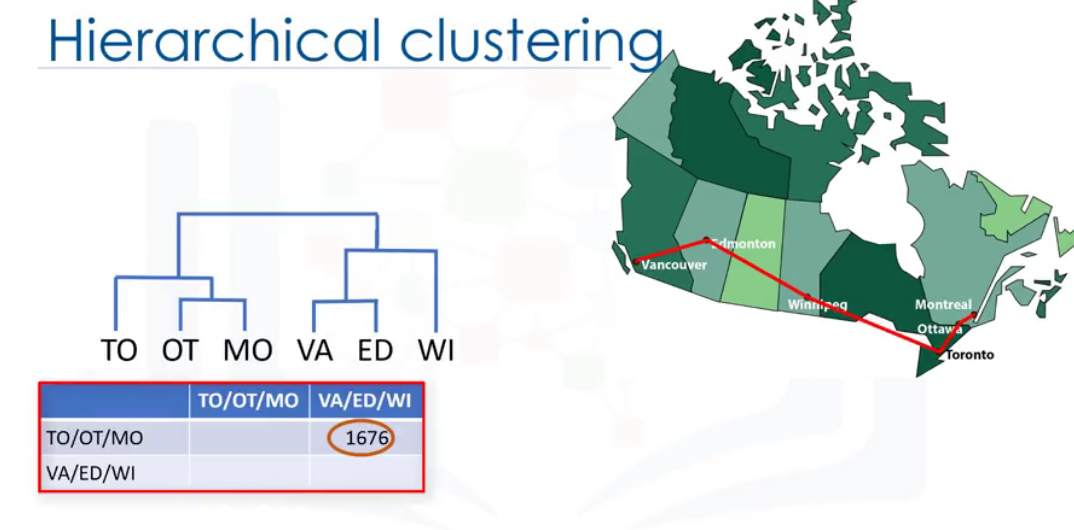 Hierarchical clustering
Edmonton
Vancouver
Winnipeg
Montreal
Ottawa
Toronto
TO OT MO VA ED WI
TO/OT/MO VA/ED/WI
TO/OT/MO 1676
VA/ED/WI